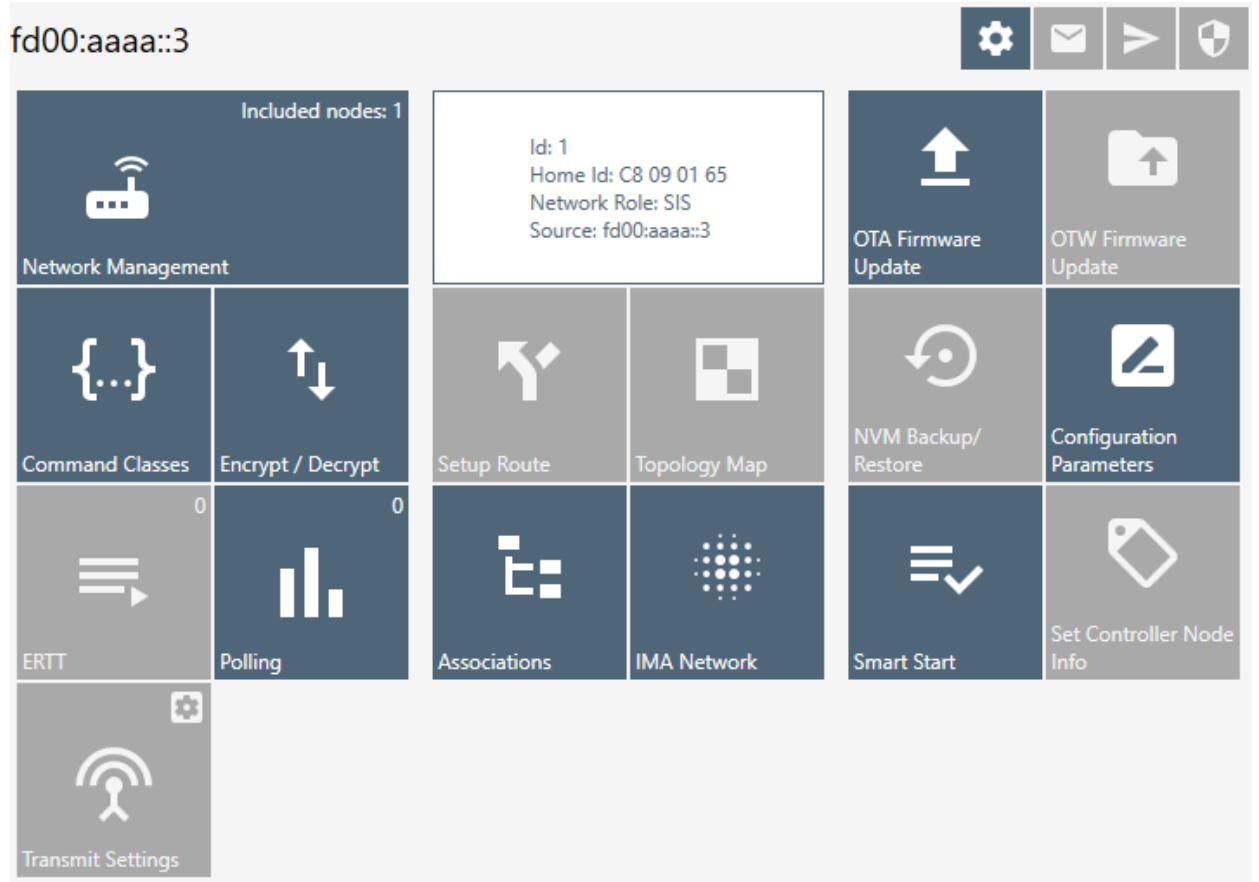 fd00:aaaa::3
Included nodes: 1
Network Management
Id: 1
Home Id: C8 09 01 65
Network Role: SIS
Source: fd00:aaaa::3
OTA Firmware
Update
OTW Firmware
Update
Command Classes
Encrypt / Decrypt
Setup Route
Topology Map
NVM Backup/
Restore
Configuration
Parameters
0
ERTT
0
Polling
Associations
IMA Network
Smart Start
Set Controller Node
Info
Transmit Settings